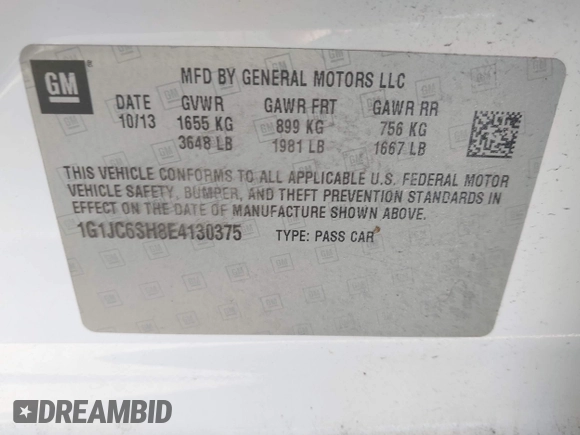 GM
MFD BY GENERAL MOTORS LLC
DATE GVWR GAWR FRT GAWR RR
10/13 1655 KG 899 KG 756 KG
3648 LB 1981 LB 1667 LB
THIS VEHICLE CONFORMS TO ALL APPLICABLE U.S. FEDERAL MOTOR
VEHICLE SAFETY, BUMPER, AND THEFT PREVENTION STANDARDS IN
EFFECT ON THE DATE OF MANUFACTURE SHOWN ABOVE.
1G1JC6SH8E4130375 TYPE: PASS CAR
DREAMBID